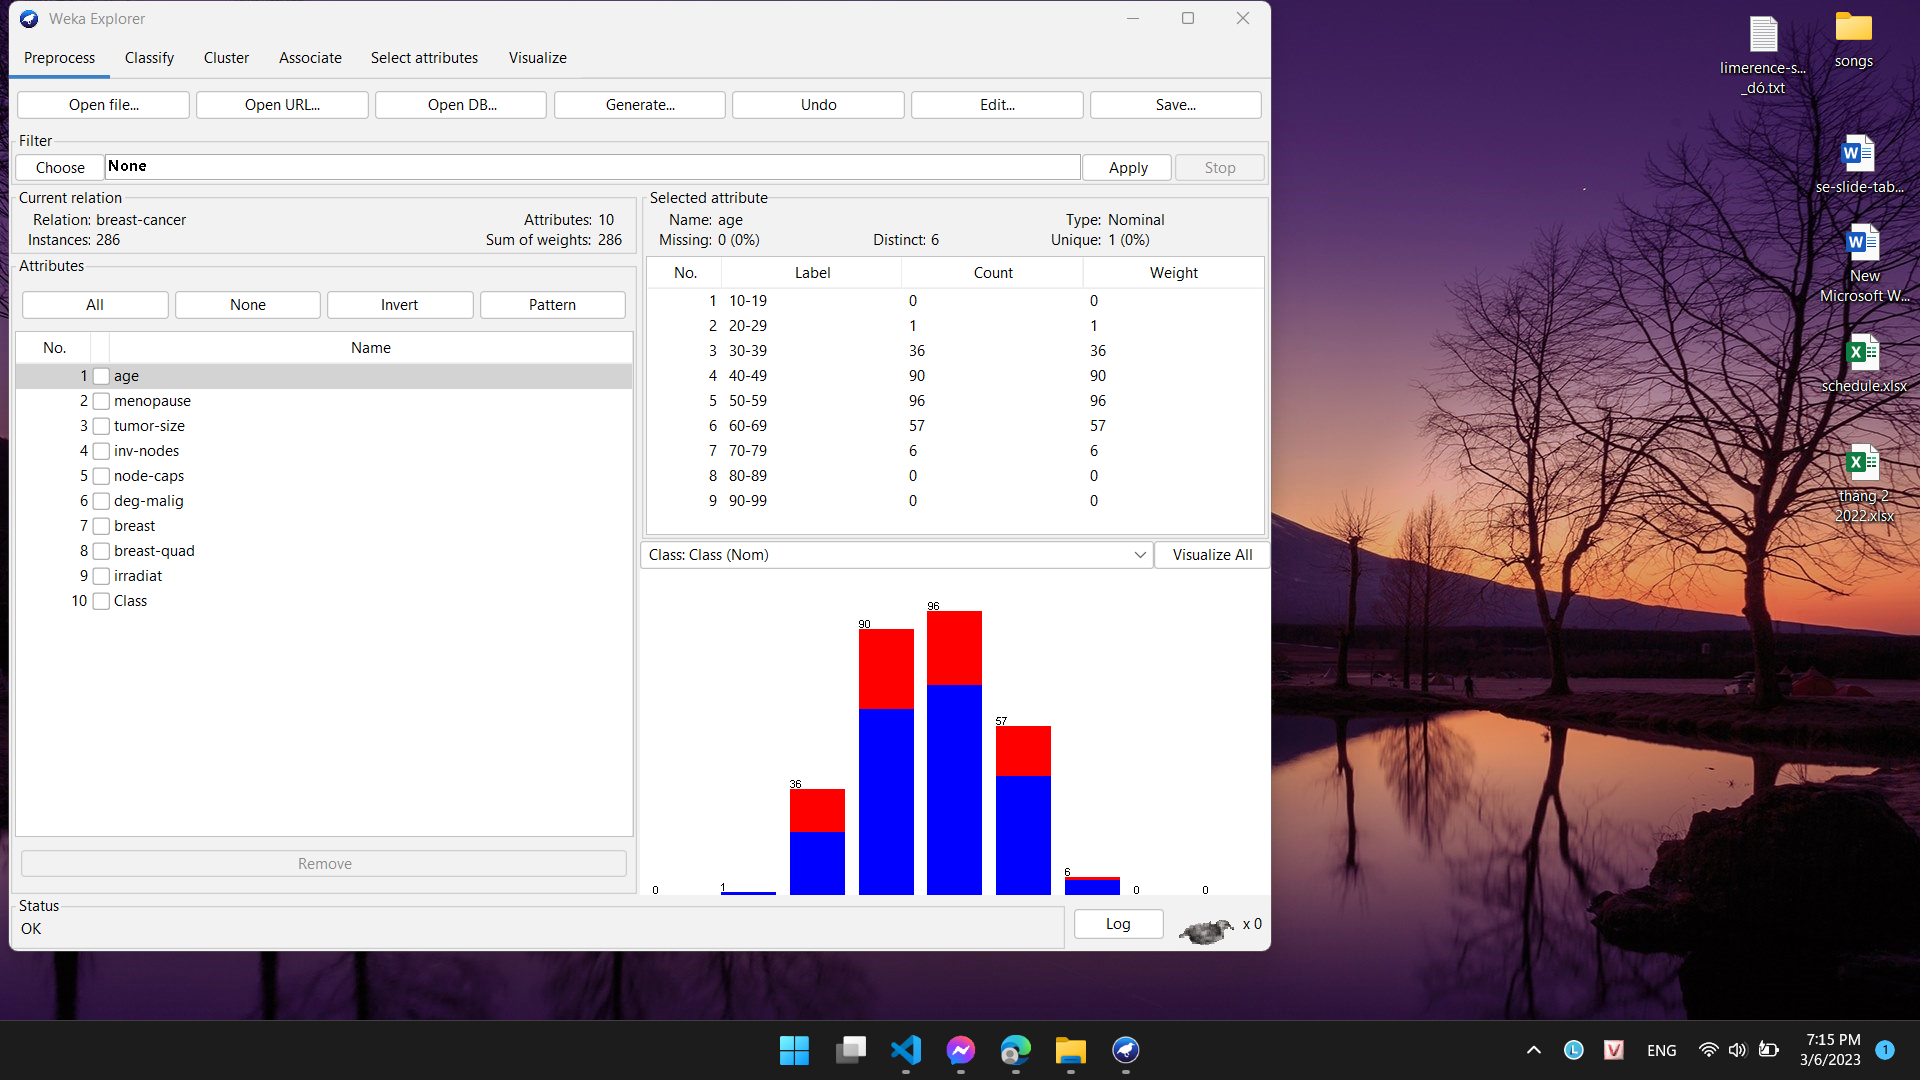 Weka Explorer
Preprocess Classify Cluster Associate Select attributes Visualize
Open file... Open URL... Open DB... Generate... Undo Edit... Save...
Filter
Choose None Apply Stop
Current relation
Relation: breast-cancer Attributes: 10
Instances: 286 Sum of weights: 286
Attributes
All None Invert Pattern
No. Name
1 age
2 menopause
3 tumor-size
4 inv-nodes
5 node-caps
6 deg-malig
7 breast
8 breast-quad
9 irradiat
10 Class
Remove
Selected attribute
Name: age Type: Nominal
Missing: 0 (0%) Distinct: 6 Unique: 1 (0%)
No. Label Count Weight
1 10-19 0 0
2 20-29 1 1
3 30-39 36 36
4 40-49 90 90
5 50-59 96 96
6 60-69 57 57
7 70-79 6 6
8 80-89 0 0
9 90-99 0 0
Class: Class (Nom) Visualize All
0 1 36 90 96 57 6 0 0
Status
OK
Log x 0
limerence-s...
_dó.txt
songs
se-slide-tab...
New
Microsoft W...
schedule.xlsx
tháng 2
2022.xlsx
L V ENG 7:15 PM
3/6/2023 1